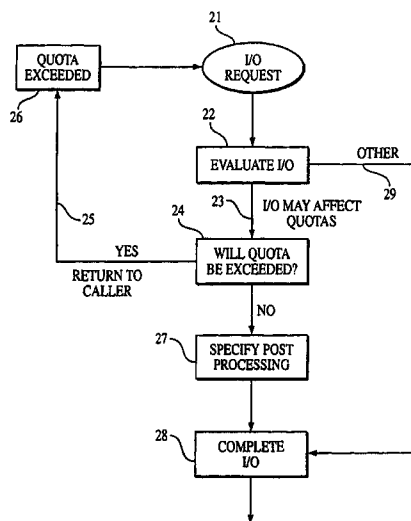 21
QUOTA
EXCEEDED
26
I/O
REQUEST
22
EVALUATE I/O
OTHER
29
23
I/O MAY AFFECT
QUOTAS
25
24
YES
RETURN TO
CALLER
WILL QUOTA
BE EXCEEDED?
NO
27
SPECIFY POST
PROCESSING
28
COMPLETE
I/O